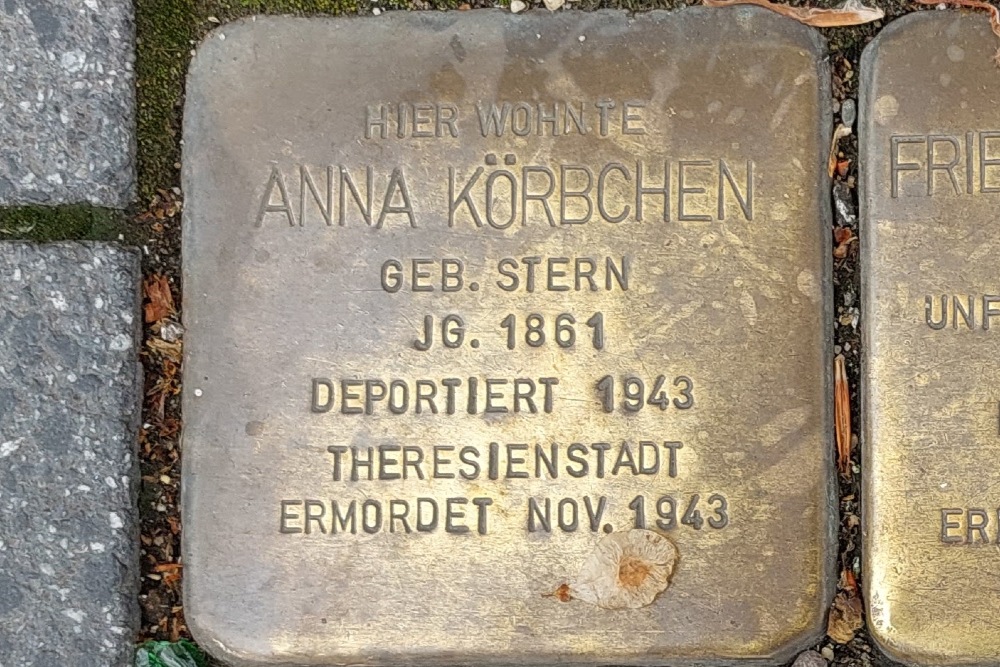 HIER WOHNTE
ANNA KÖRBCHEN
GEB. STERN
JG. 1861
DEPORTIERT 1943
THERESIENSTADT
ERMORDET NOV. 1943